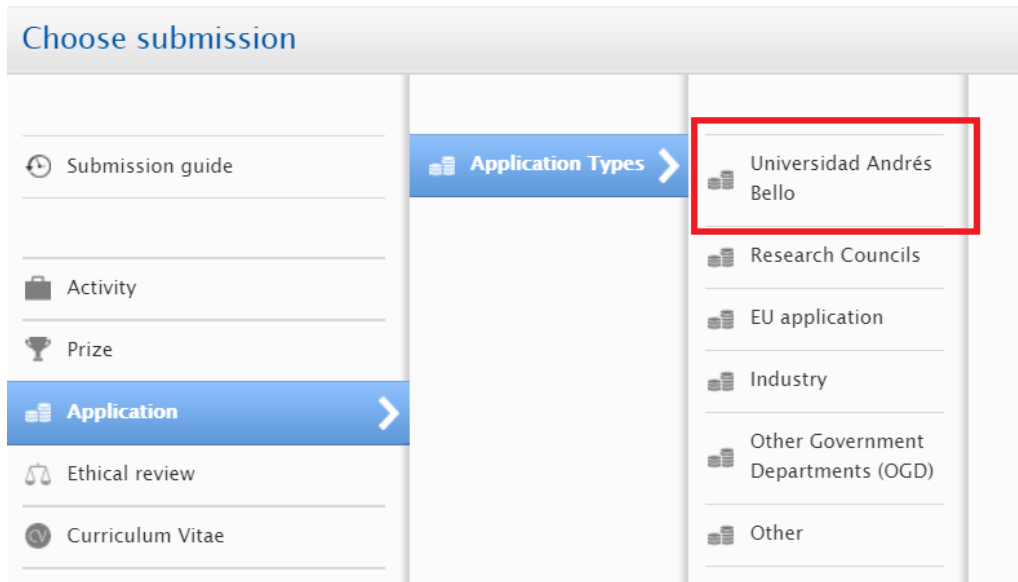 Choose submission
Submission guide
Activity
Prize
Application
Ethical review
CV
Curriculum Vitae
Application Types
Universidad Andrés
Bello
Research Councils
EU application
Industry
Other Government
Departments (OGD)
Other